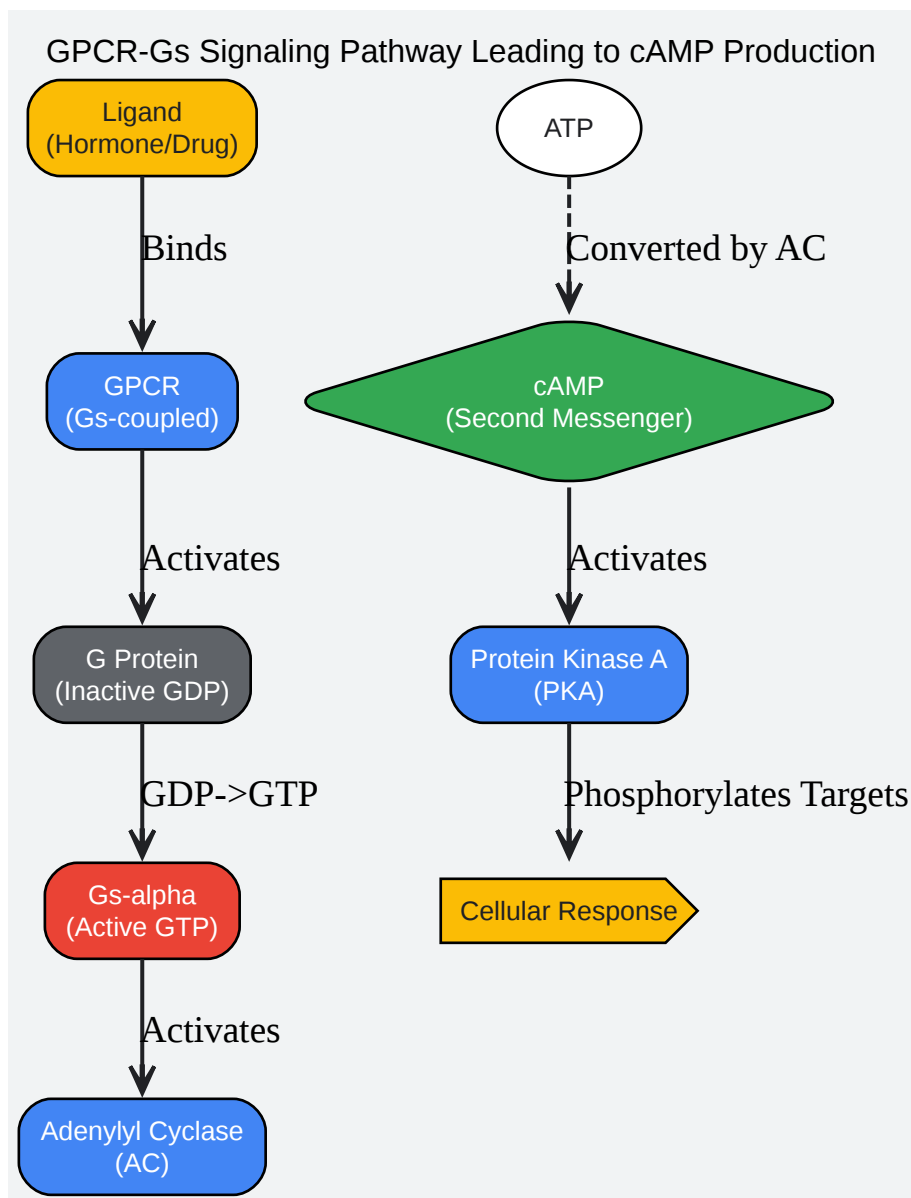 GPCR-Gs Signaling Pathway Leading to cAMP Production
Ligand
(Hormone/Drug)
Binds
GPCR
(Gs-coupled)
Activates
G Protein
(Inactive GDP)
GDP->GTP
Gs-alpha
(Active GTP)
Activates
Adenylyl Cyclase
(AC)
ATP
Converted by AC
cAMP
(Second Messenger)
Activates
Protein Kinase A
(PKA)
Phosphorylates Targets
Cellular Response